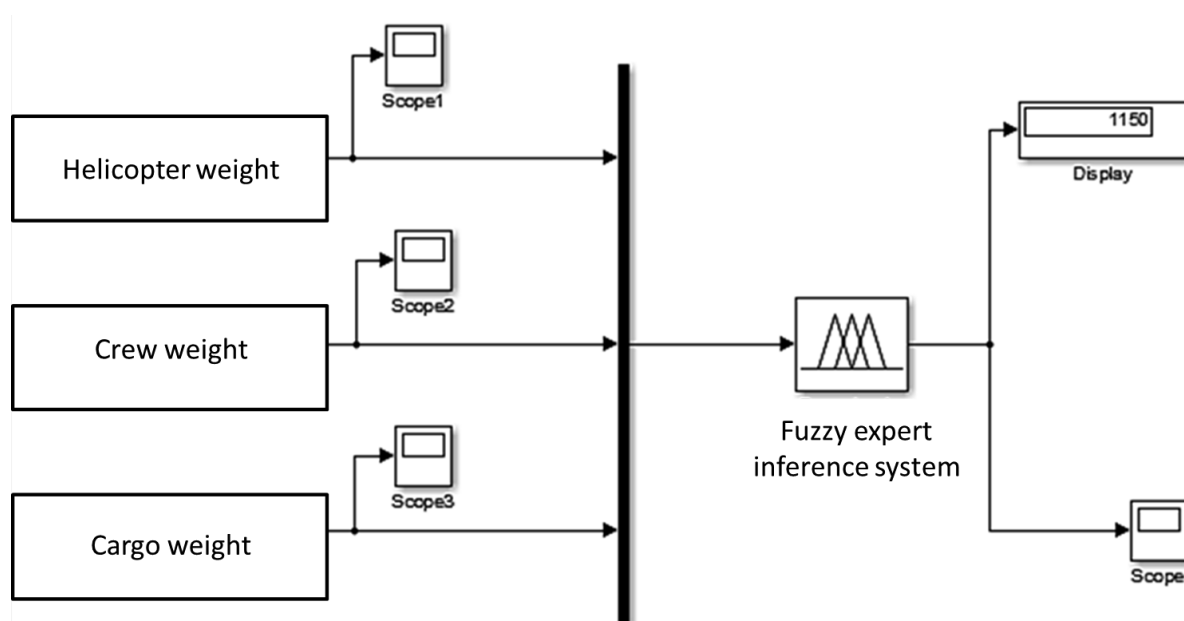 Scope1
Helicopter weight
1150
Display
Scope2
Crew weight
Fuzzy expert
inference system
Scope3
Cargo weight
Scope